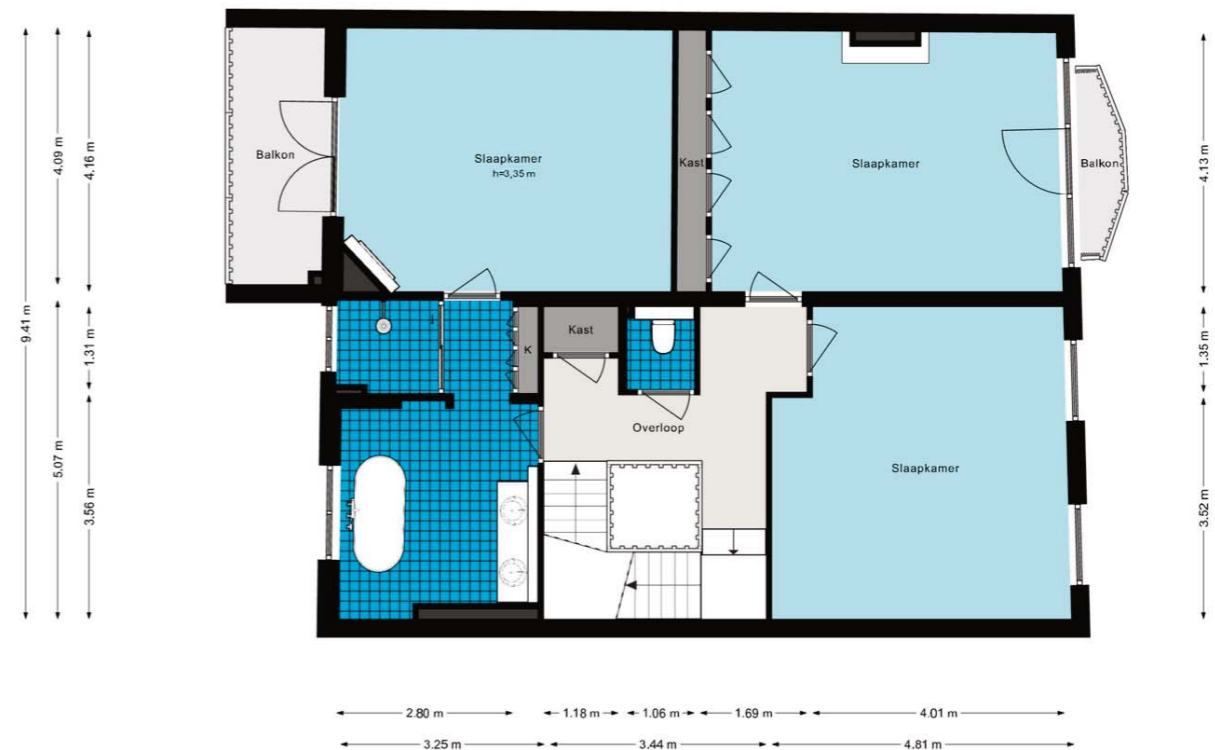 Balkon
Slaapkamer
h=3,35 m
Kast
Slaapkamer
Balkon
Kast
K
Overloop
Slaapkamer
9.41 m
4.09 m
4.16 m
5.07 m
1.31 m
3.56 m
4.13 m
1.35 m
3.52 m
2.80 m
1.18 m
1.06 m
1.69 m
4.01 m
3.25 m
3.44 m
4.81 m